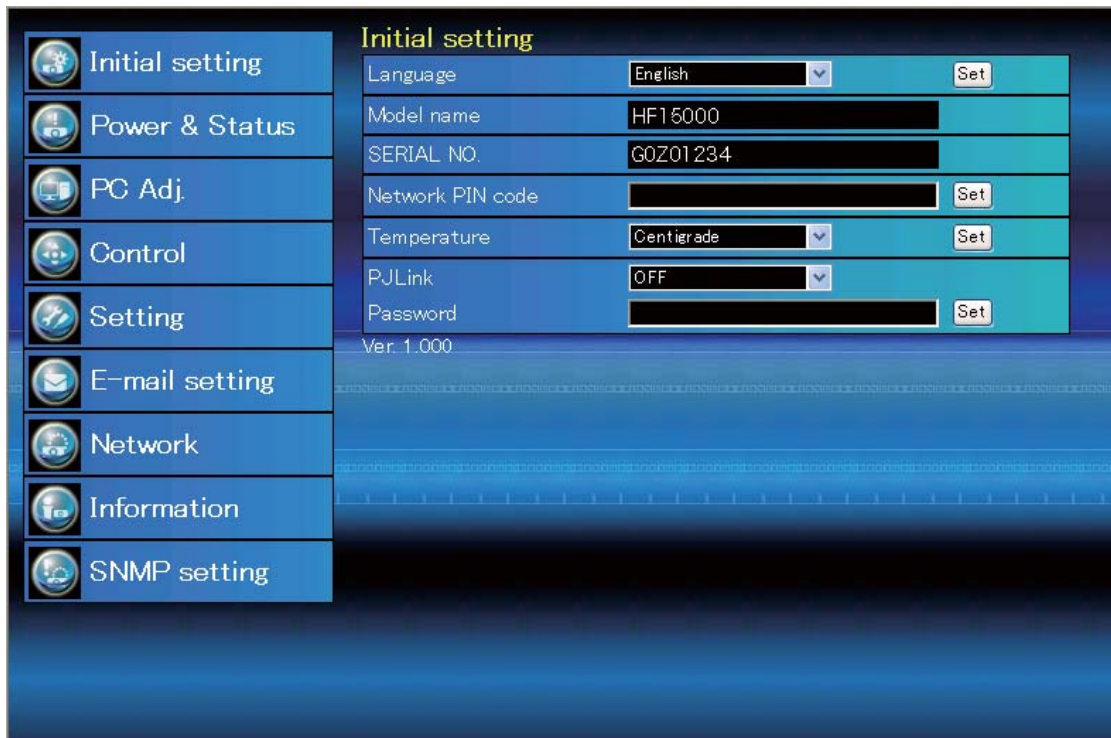 Initial setting
Power & Status
PC Adj.
Control
Setting
E-mail setting
Network
Information
SNMP setting
Initial setting
Language English Set
Model name HF15000
SERIAL NO. G0Z01234
Network PIN code Set
Temperature Centigrade Set
PJLink OFF
Password Set
Ver. 1.000